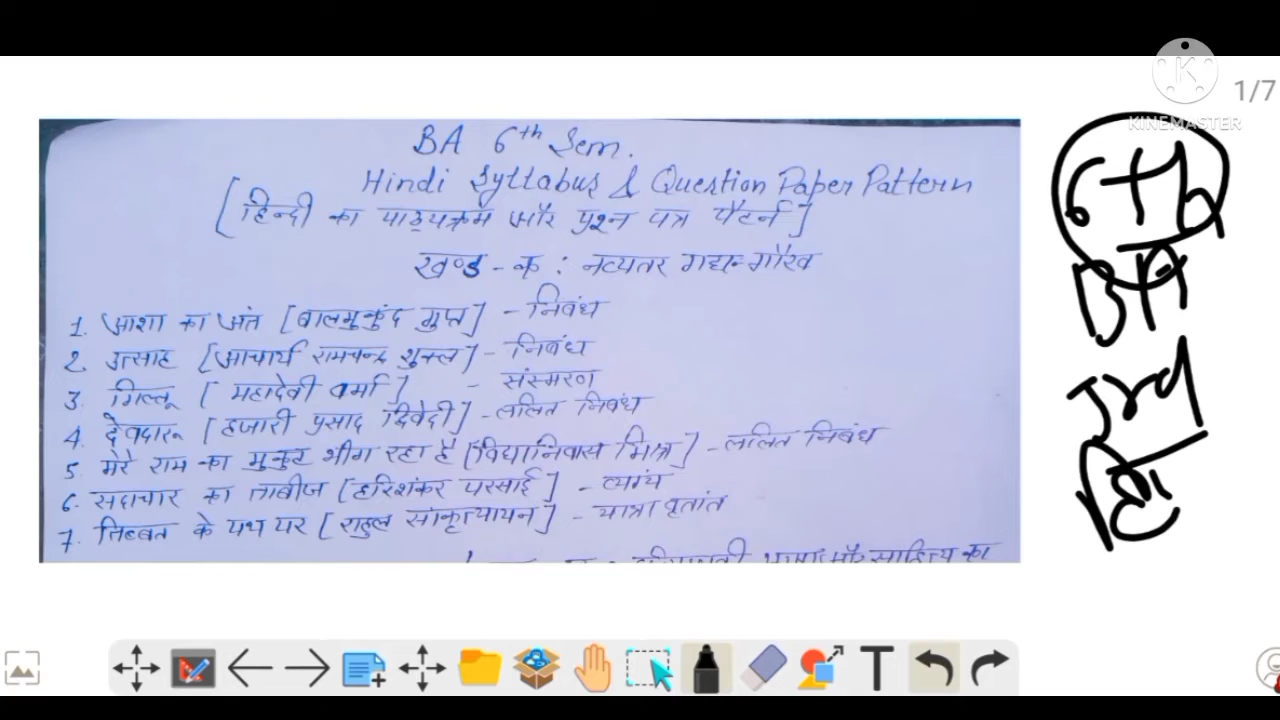 KINEMASTER
1/7
BA 6th Sem.
Hindi Syllabus & Question Paper Pattern
[हिन्दी का पाठ्यक्रम और प्रश्न पत्र पैटर्न]
खण्ड - क : नव्यतर गद्य-गौरव
1. आशा का अंत [बालमुकुंद गुप्त] - निबंध
2. उत्साह [आचार्य रामचन्द्र शुक्ल] - निबंध
3. गिल्लू [महादेवी वर्मा] - संस्मरण
4. देवदारू [हजारी प्रसाद द्विवेदी] - ललित निबंध
5. मेरे राम का मुकुट भीग रहा है [विद्यानिवास मिश्र] - ललित निबंध
6. सदाचार का ताबीज [हरिशंकर परसाई] - व्यंग्य
7. तिब्बत के पथ पर [राहुल सांकृत्यायन] - यात्रा वृतांत
भाषा और साहित्य का
6th
BA
3rd
T